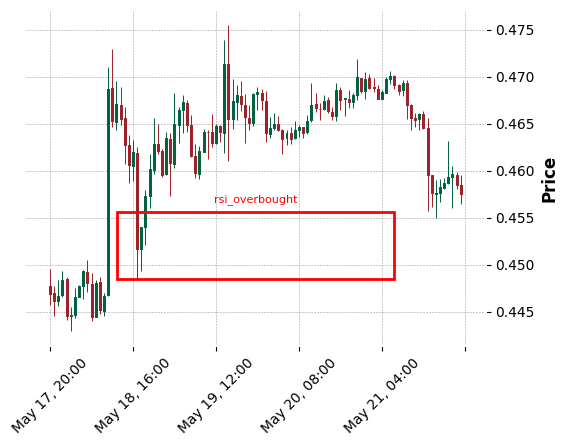 0.475
0.470
0.465
0.460
0.455
0.450
0.445
Price
rsi_overbought
May 17, 20:00
May 18, 16:00
May 19, 12:00
May 20, 08:00
May 21, 04:00